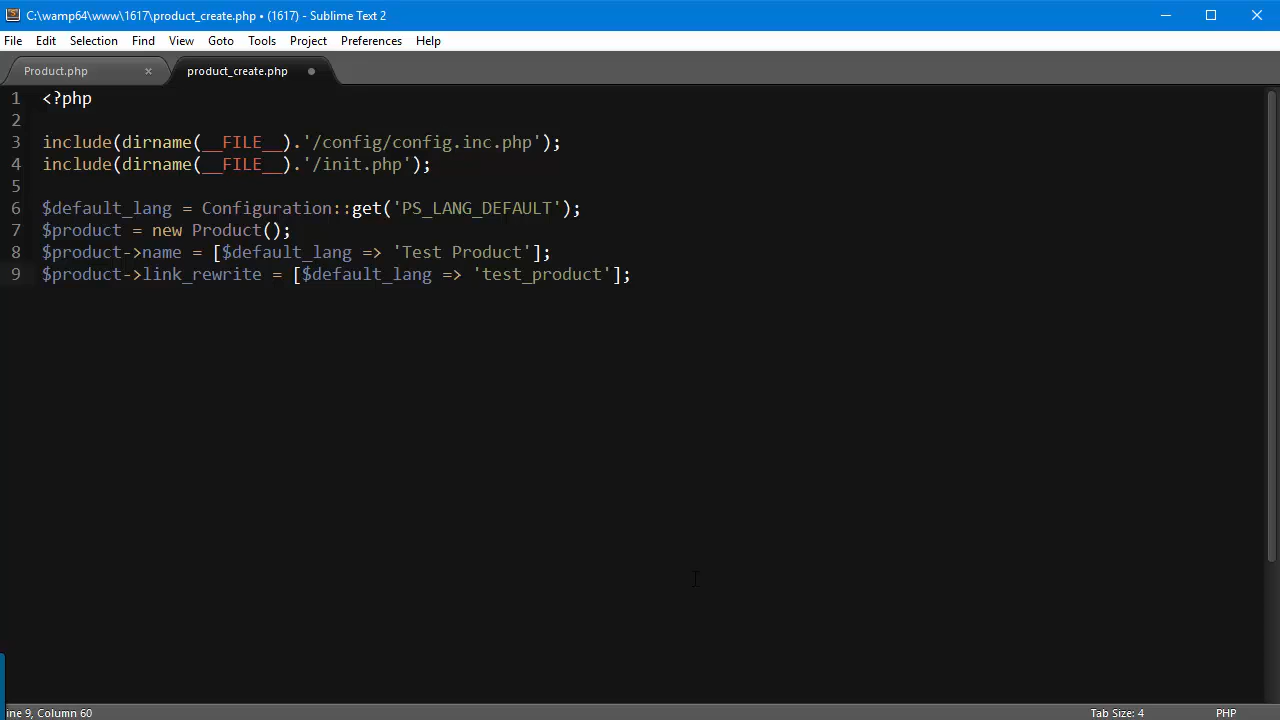 C:\wamp64\www\1617\product_create.php • (1617) - Sublime Text 2
File Edit Selection Find View Goto Tools Project Preferences Help
Product.php × product_create.php
1 <?php
2
3 include(dirname(__FILE__).'/config/config.inc.php');
4 include(dirname(__FILE__).'/init.php');
5
6 $default_lang = Configuration::get('PS_LANG_DEFAULT');
7 $product = new Product();
8 $product->name = [$default_lang => 'Test Product'];
9 $product->link_rewrite = [$default_lang => 'test_product'];
ine 9, Column 60 Tab Size: 4 PHP